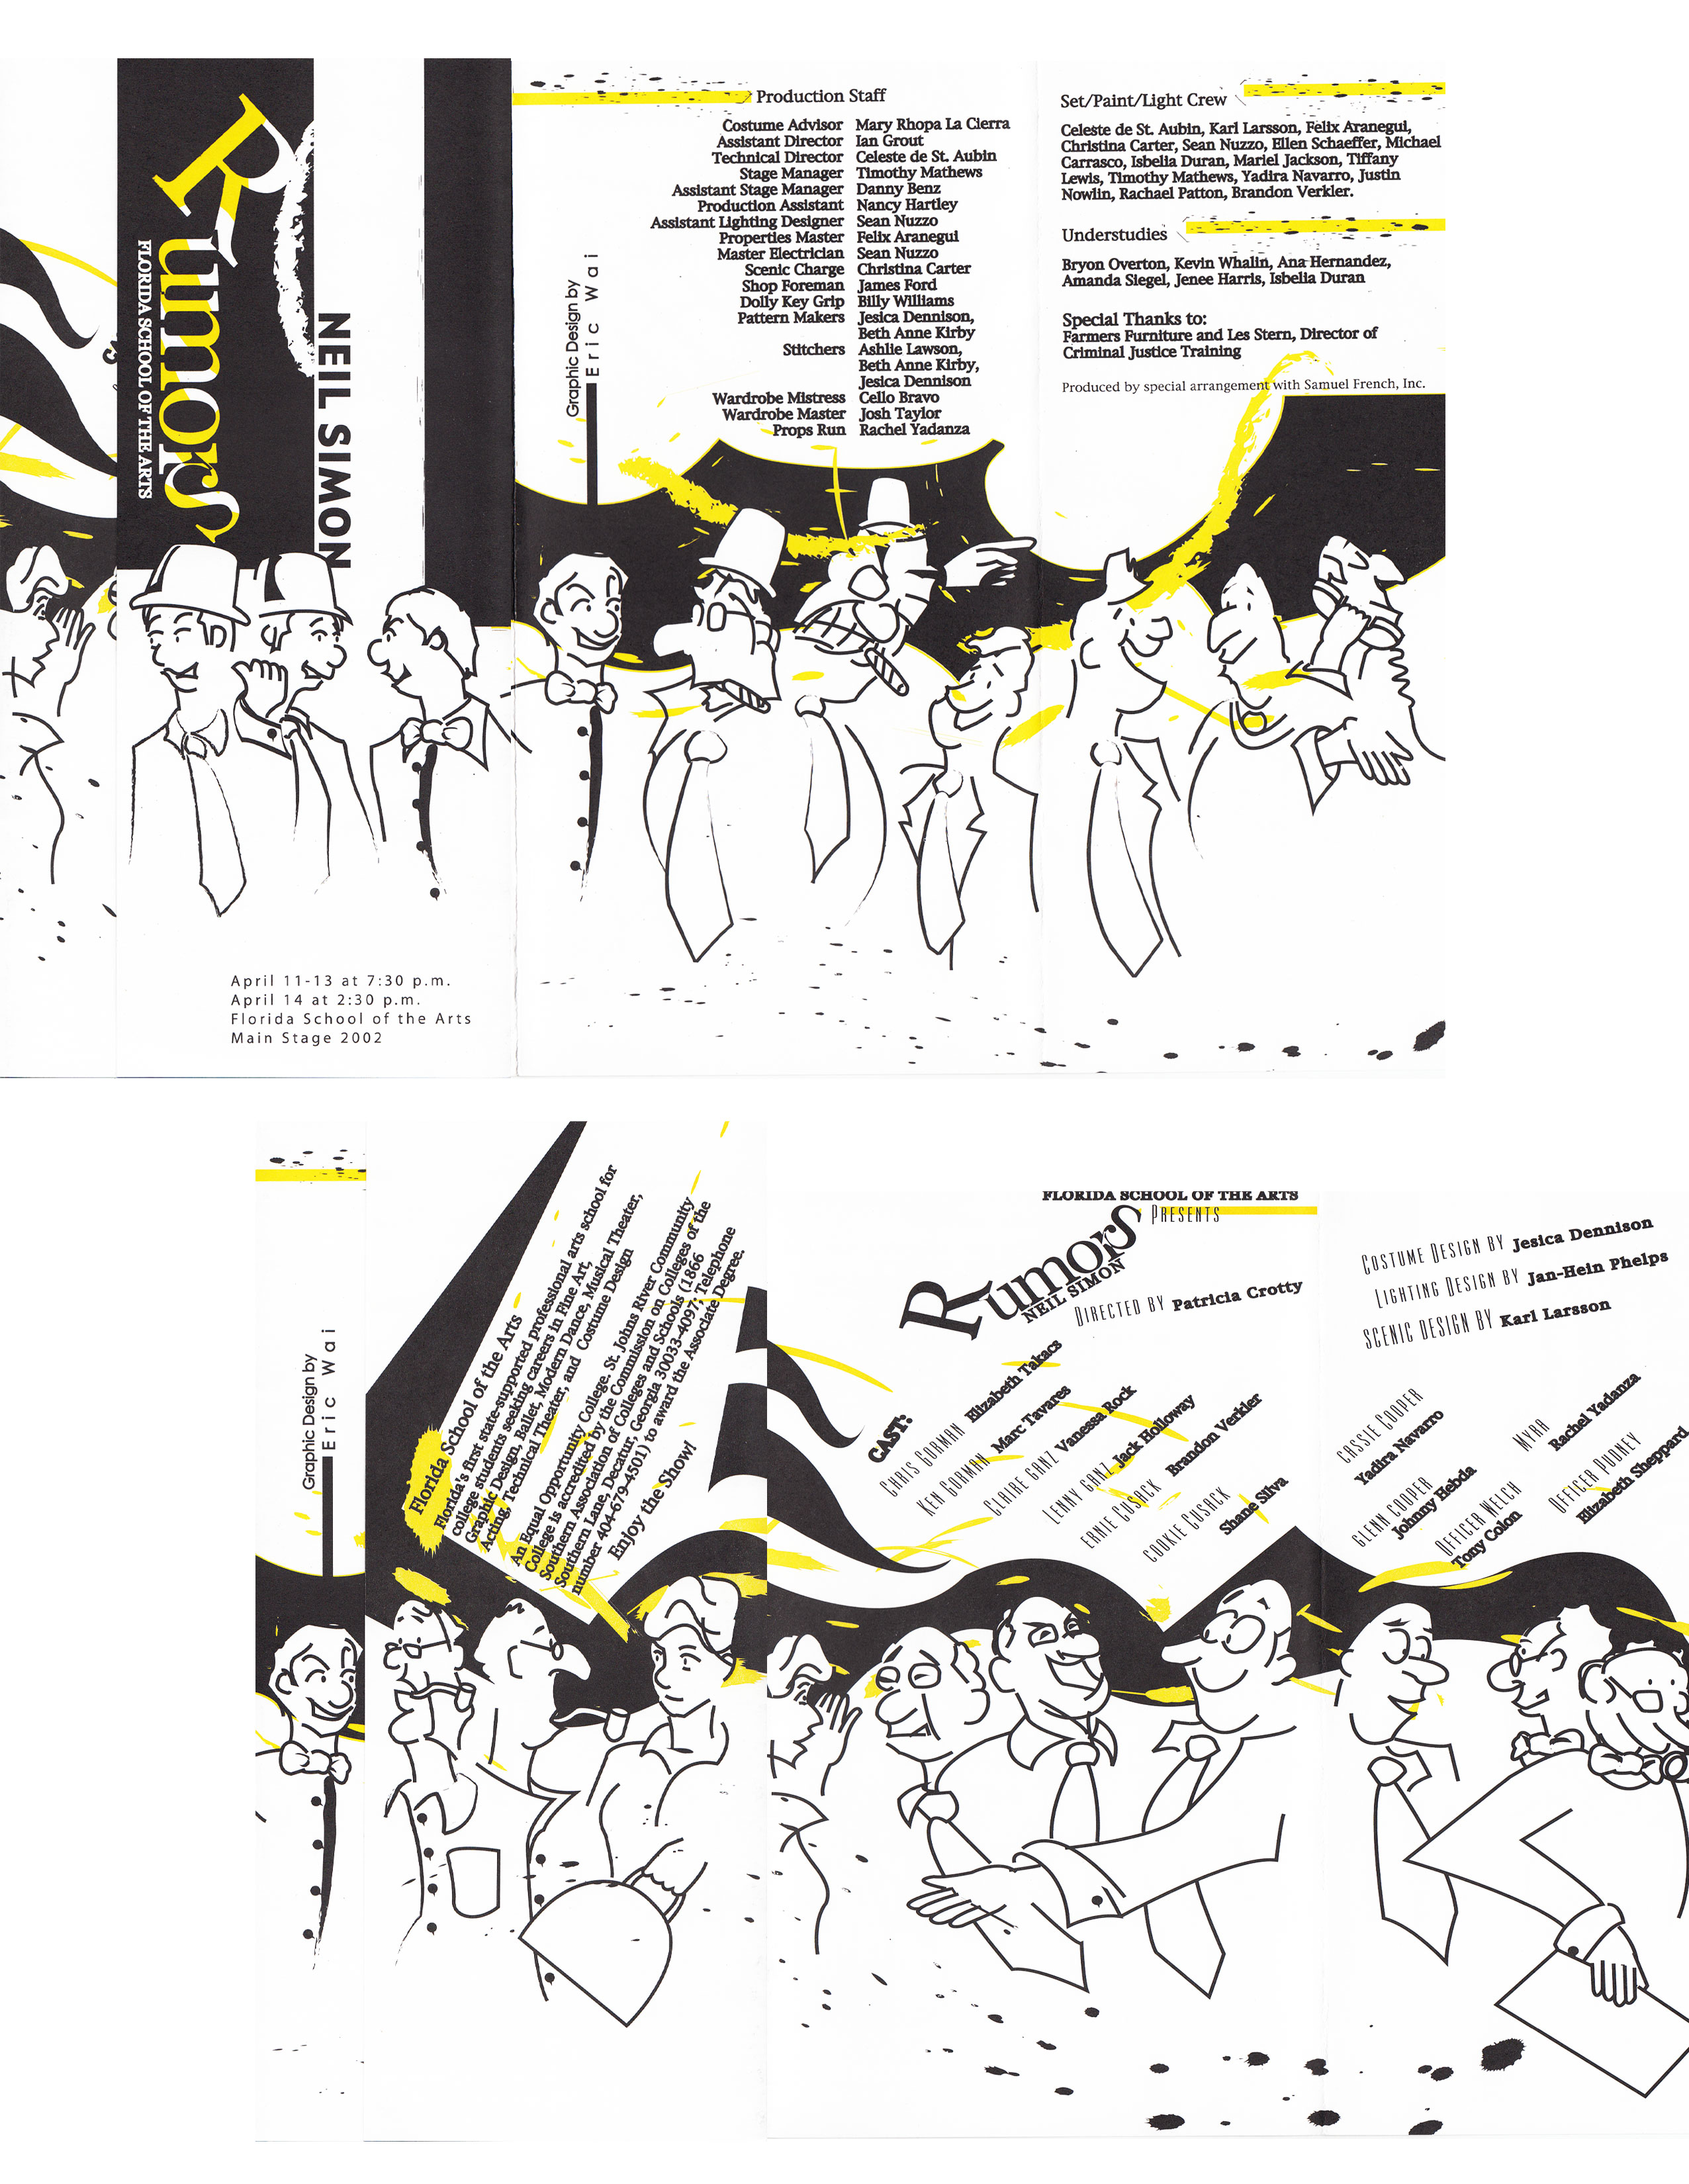 Rumors
FLORIDA SCHOOL OF THE ARTS
NEIL SIMON
April 11-13 at 7:30 p.m.
April 14 at 2:30 p.m.
Florida School of the Arts
Main Stage 2002
Graphic Design by
Eric Wai
Production Staff
Costume Advisor Mary Rhopa La Cierra
Assistant Director Ian Grout
Technical Director Celeste de St. Aubin
Stage Manager Timothy Mathews
Assistant Stage Manager Danny Benz
Production Assistant Nancy Hartley
Assistant Lighting Designer Sean Nuzzo
Properties Master Felix Aranegui
Master Electrician Sean Nuzzo
Scenic Charge Christina Carter
Shop Foreman James Ford
Dolly Key Grip Billy Williams
Pattern Makers Jesica Dennison,
Beth Anne Kirby
Stitchers Ashlie Lawson,
Beth Anne Kirby,
Jesica Dennison
Wardrobe Mistress Cello Bravo
Wardrobe Master Josh Taylor
Props Run Rachel Yadanza
Set/Paint/Light Crew
Celeste de St. Aubin, Karl Larsson, Felix Aranegui,
Christina Carter, Sean Nuzzo, Ellen Schaeffer, Michael
Carrasco, Isbelia Duran, Mariel Jackson, Tiffany
Lewis, Timothy Mathews, Yadira Navarro, Justin
Nowlin, Rachael Patton, Brandon Verkler.
Understudies
Bryon Overton, Kevin Whalin, Ana Hernandez,
Amanda Siegel, Jenee Harris, Isbelia Duran
Special Thanks to:
Farmers Furniture and Les Stern, Director of
Criminal Justice Training
Produced by special arrangement with Samuel French, Inc.
Graphic Design by
Eric Wai
Florida School of the Arts
Florida's first state-supported professional arts school for
college students seeking careers in Fine Art,
Graphic Design, Ballet, Modern Dance, Musical Theater,
Acting, Technical Theater, and Costume Design
An Equal Opportunity College. St. Johns River Community
College is accredited by the Commission on Colleges of the
Southern Association of Colleges and Schools (1866
Southern Lane, Decatur, Georgia 30033-4097; Telephone
number 404-679-4501) to award the Associate Degree.
Enjoy the Show!
FLORIDA SCHOOL OF THE ARTS
PRESENTS
Rumors
NEIL SIMON
DIRECTED BY Patricia Crotty
COSTUME DESIGN BY Jesica Dennison
LIGHTING DESIGN BY Jan-Hein Phelps
SCENIC DESIGN BY Karl Larsson
CAST:
CHRIS GORMAN Elizabeth Takacs
KEN GORMAN Marc Tavares
CLAIRE GANZ Vanessa Rock
LENNY GANZ Jack Holloway
ERNIE CUSACK Brandon Verkler
COOKIE CUSACK Shane Silva
CASSIE COOPER
Yadira Navarro
GLENN COOPER
Johnny Hebda
OFFICER WELCH
Tony Colon
MYRA
Rachel Yadanza
OFFICER PUDNEY
Elizabeth Sheppard